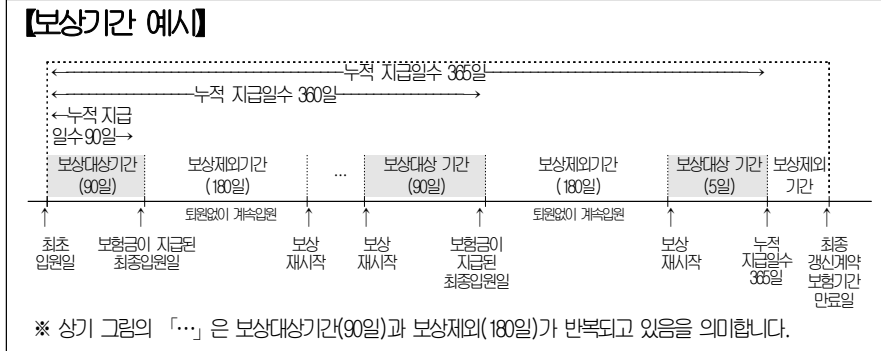 【보상기간 예시】
누적 지급일수 365일
누적 지급일수 360일
←누적 지급
일수 90일→
보상대상기간
(90일)
보상제외기간
(180일)
...
보상대상 기간
(90일)
보상제외기간
(180일)
보상대상 기간
(5일)
보상제외
기간
퇴원없이 계속입원
퇴원없이 계속입원
최초
입원일
보험금이 지급된
최종입원일
보상
재시작
보상
재시작
보험금이
지급된
최종입원일
보상
재시작
누적
지급일수
365일
최종
갱신계약
보험기간
만료일
※ 상기 그림의 「…」은 보상대상기간(90일)과 보상제외(180일)가 반복되고 있음을 의미합니다.